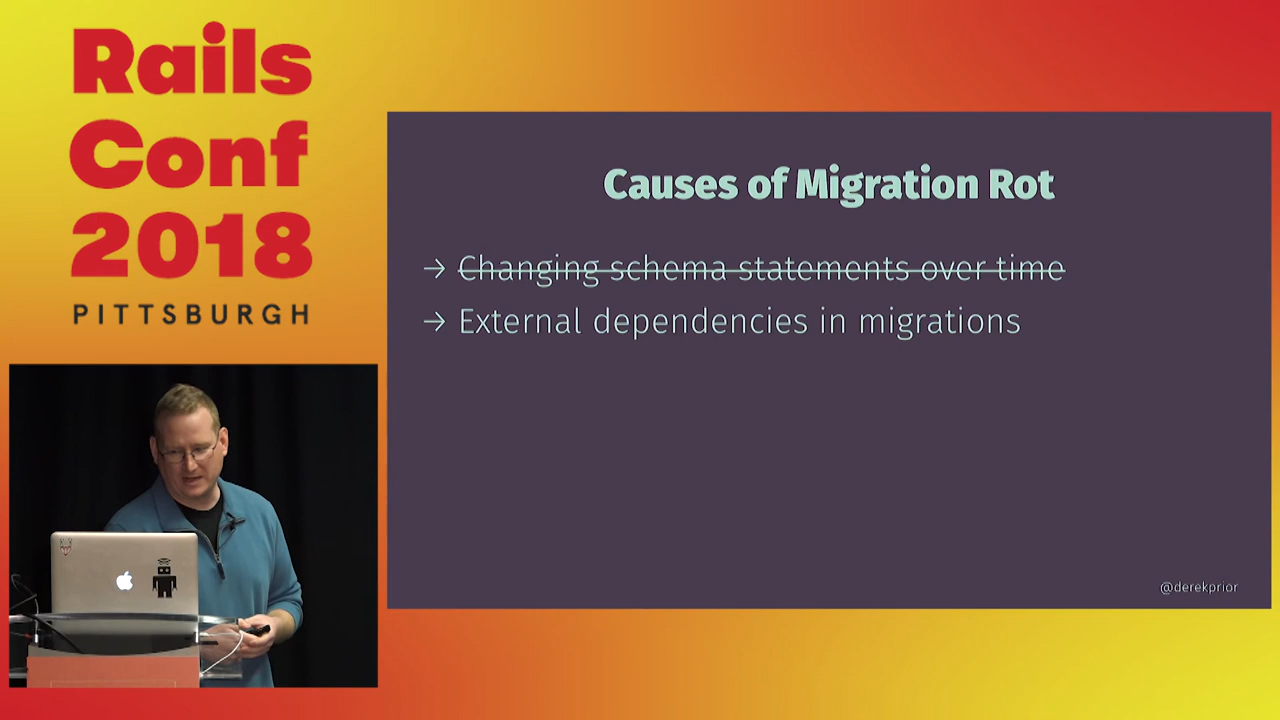 Rails
Conf
2018
PITTSBURGH
Causes of Migration Rot
→ Changing schema statements over time
→ External dependencies in migrations
@derekprior